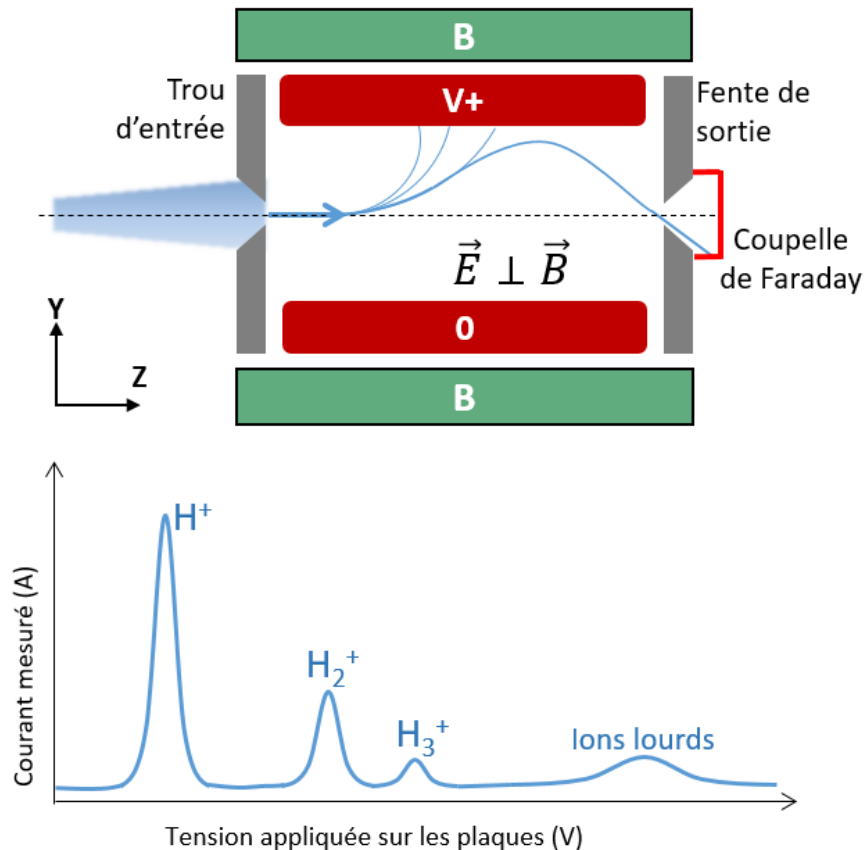 B
Trou
d’entrée
V+
Fente de
sortie
E ⊥ B
Coupelle
de Faraday
Y
Z
0
B
Courant mesuré (A)
H⁺
H₂⁺
H₃⁺
Ions lourds
Tension appliquée sur les plaques (V)